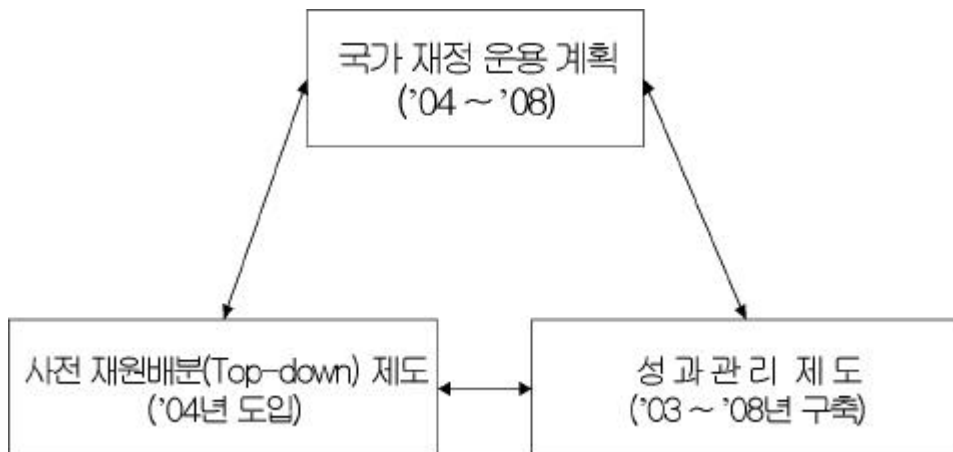 국가 재정 운용 계획
(’04 ~ ’08)
사전 재원배분(Top-down) 제도
(’04년 도입)
성과관리 제도
(’03 ~ ’08년 구축)